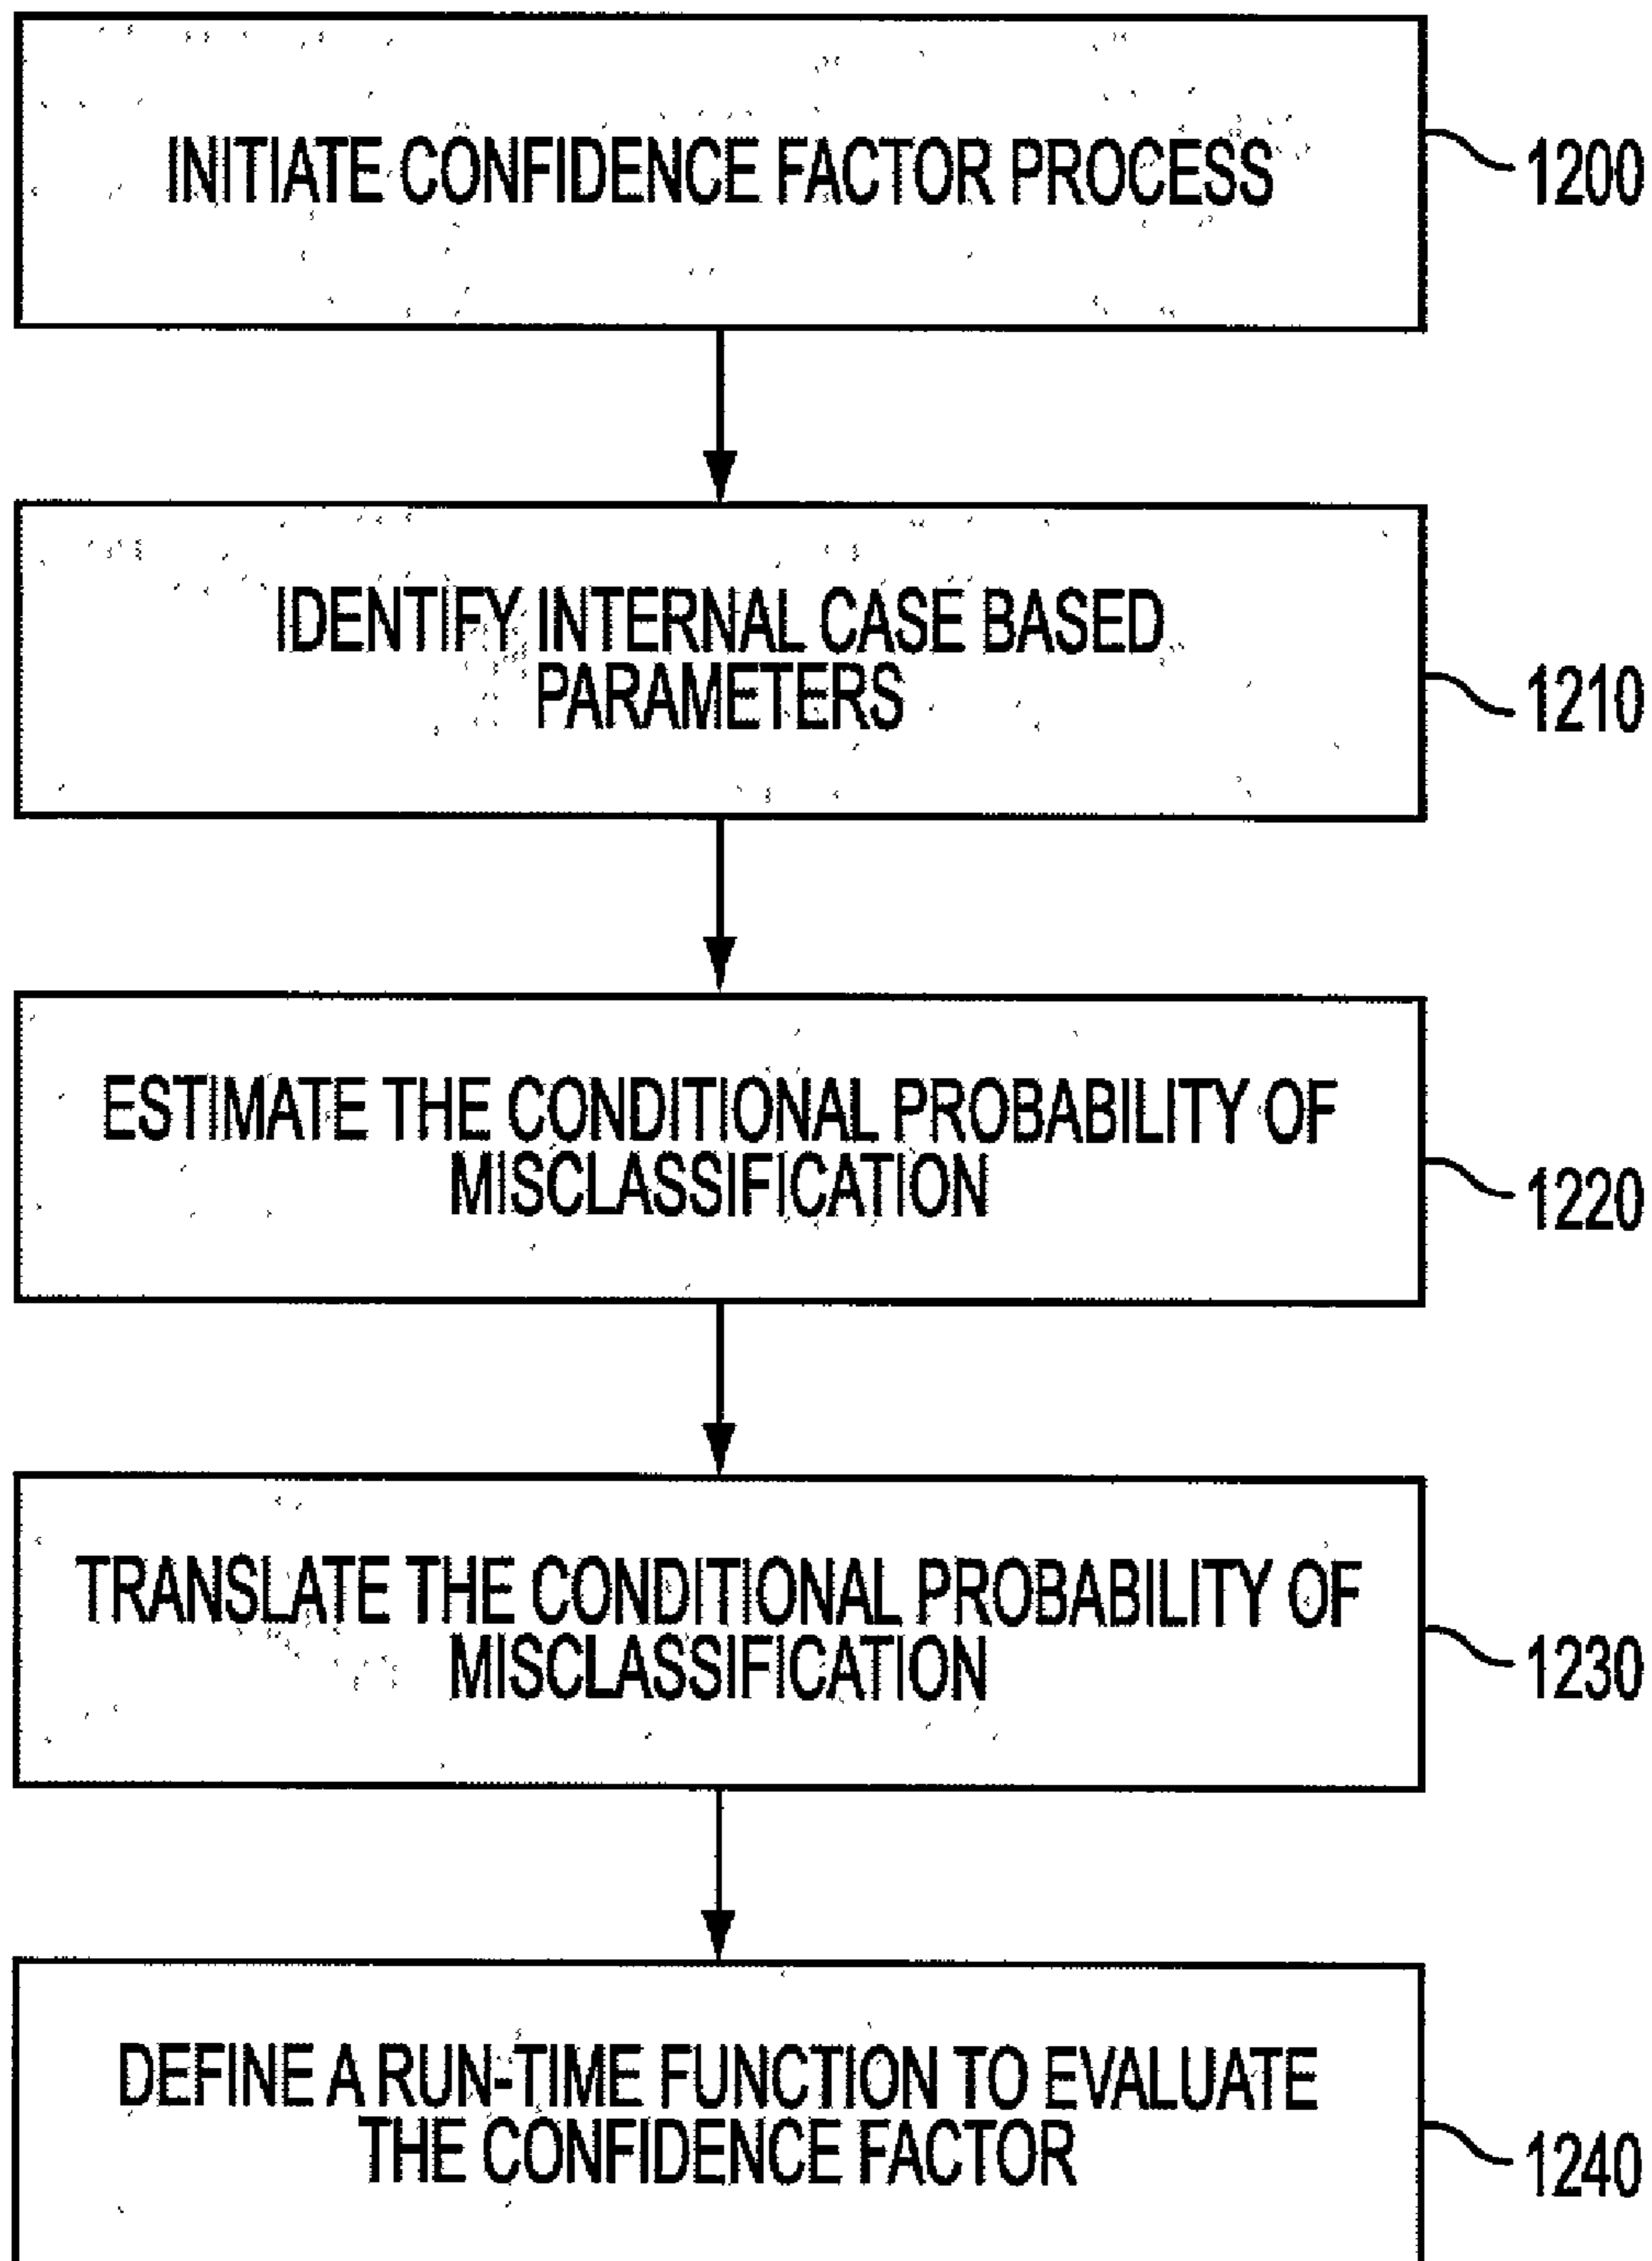 INITIATE CONFIDENCE FACTOR PROCESS
1200
IDENTIFY INTERNAL CASE BASED
PARAMETERS
1210
ESTIMATE THE CONDITIONAL PROBABILITY OF
MISCLASSIFICATION
1220
TRANSLATE THE CONDITIONAL PROBABILITY OF
MISCLASSIFICATION
1230
DEFINE A RUN-TIME FUNCTION TO EVALUATE
THE CONFIDENCE FACTOR
1240